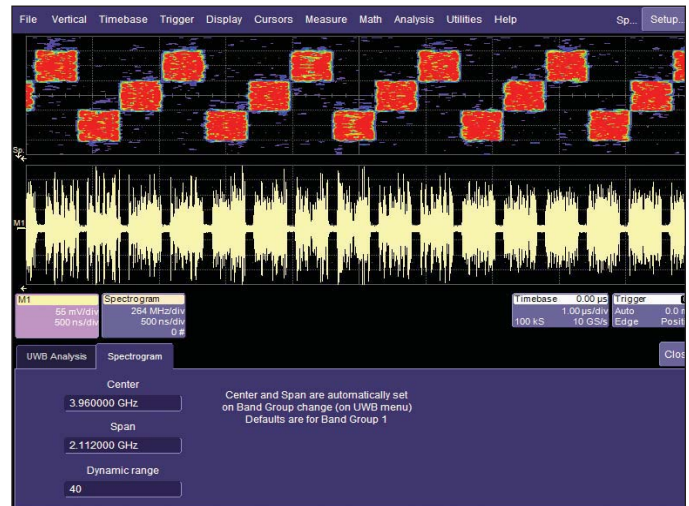 File Vertical Timebase Trigger Display Cursors Measure Math Analysis Utilities Help Sp... Setup...
Sp.
M1
M1 Spectrogram Timebase 0.00 µs Trigger
55 mV/div 264 MHz/div 1.00 µs/div Auto 0.0
500 ns/div 500 ns/div 100 kS 10 GS/s Edge Positi
0 #
UWB Analysis Spectrogram Clos
Center
3.960000 GHz
Center and Span are automatically set
on Band Group change (on UWB menu)
Defaults are for Band Group 1
Span
2.112000 GHz
Dynamic range
40